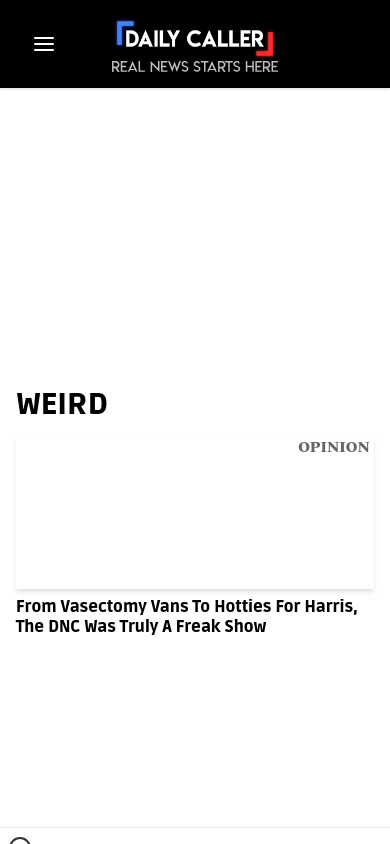 DAILY CALLER
REAL NEWS STARTS HERE
WEIRD
OPINION
From Vasectomy Vans To Hotties For Harris,
The DNC Was Truly A Freak Show